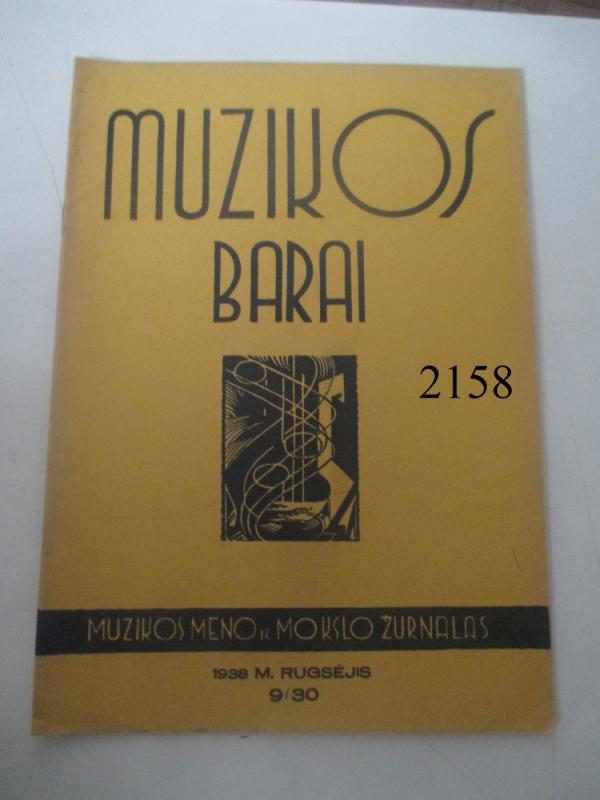 MUZIKOS
BARAI
2158
MUZIKOS MENO IR MOKSLO ŽURNALAS
1938 M. RUGSĖJIS
9/30